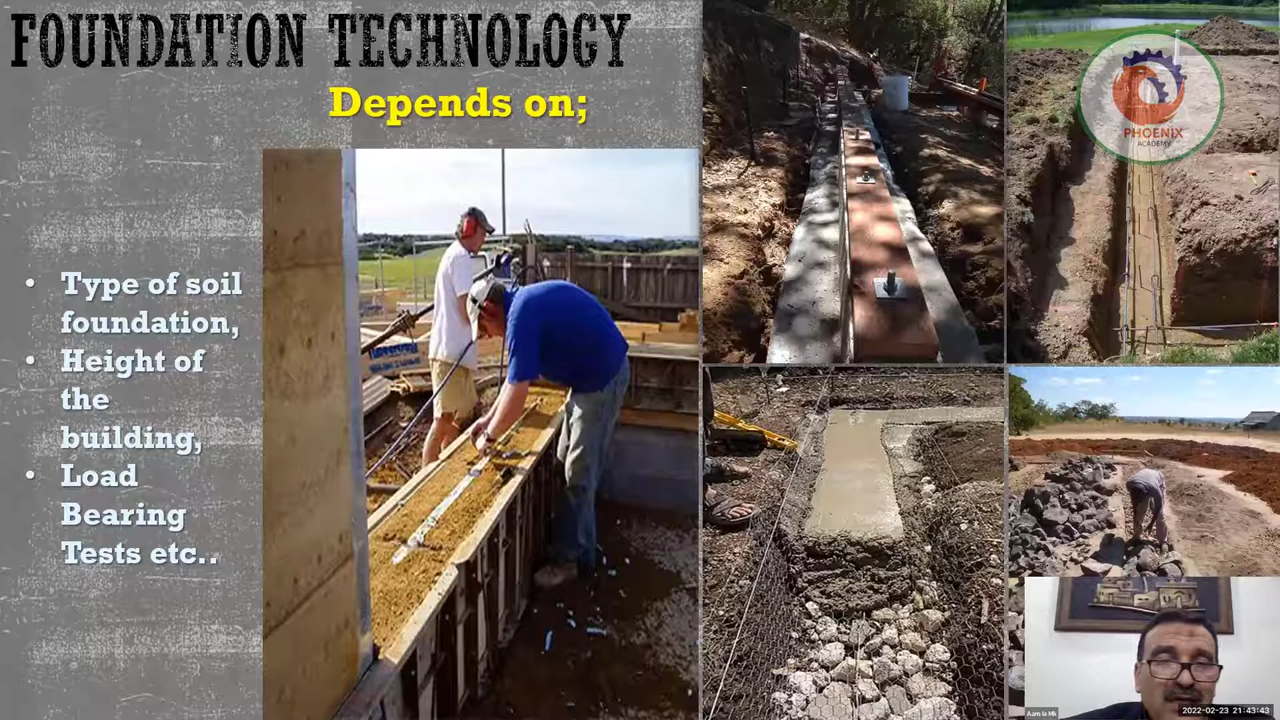 FOUNDATION TECHNOLOGY
Depends on;
• Type of soil
foundation,
• Height of
the
building,
• Load
Bearing
Tests etc..
PHOENIX
ACADEMY
2022-02-23 21:43:43